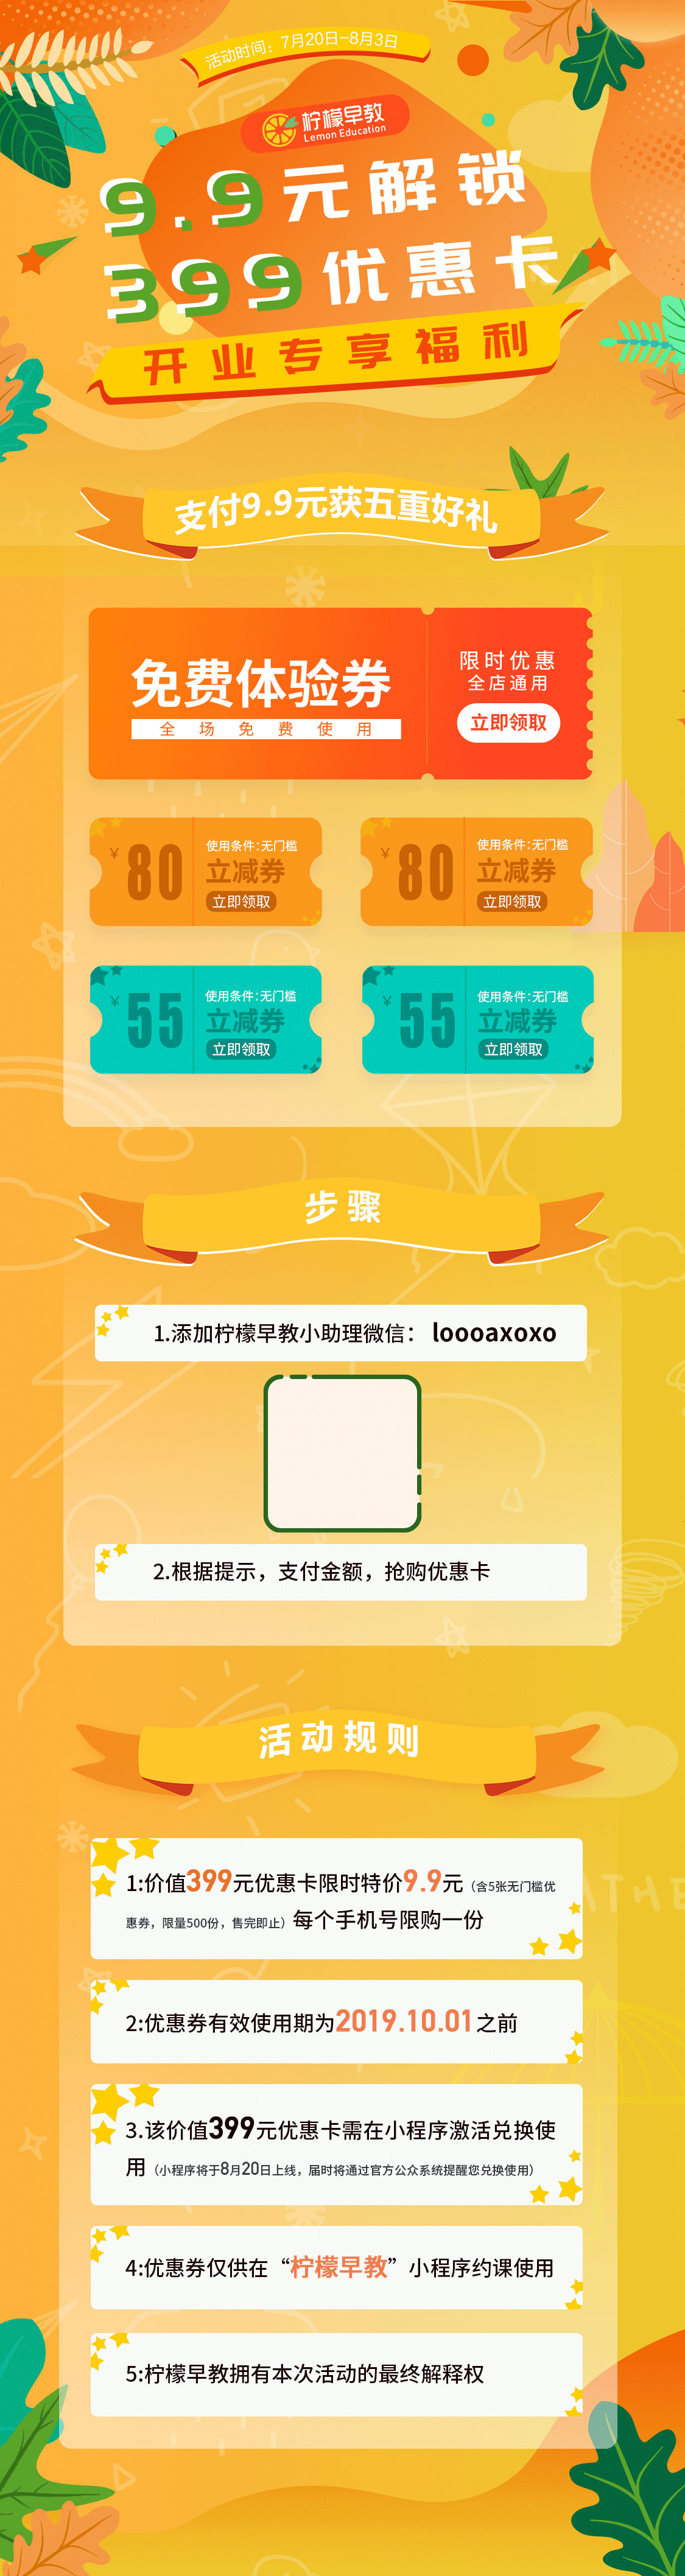 活动时间：7月20日-8月3日
柠檬早教
Lemon Education
9.9元解锁
399优惠卡
开业专享福利
支付9.9元获五重好礼
免费体验券
全场免费使用
限时优惠
全店通用
立即领取
¥80
使用条件:无门槛
立减券
立即领取
¥80
使用条件:无门槛
立减券
立即领取
¥55
使用条件:无门槛
立减券
立即领取
¥55
使用条件:无门槛
立减券
立即领取
步骤
1.添加柠檬早教小助理微信： loooaxoxo
2.根据提示，支付金额，抢购优惠卡
活动规则
1:价值399元优惠卡限时特价9.9元（含5张无门槛优
惠券，限量500份，售完即止）每个手机号限购一份
2:优惠券有效使用期为2019.10.01之前
3.该价值399元优惠卡需在小程序激活兑换使
用（小程序将于8月20日上线，届时将通过官方公众系统提醒您兑换使用）
4:优惠券仅供在“柠檬早教”小程序约课使用
5:柠檬早教拥有本次活动的最终解释权